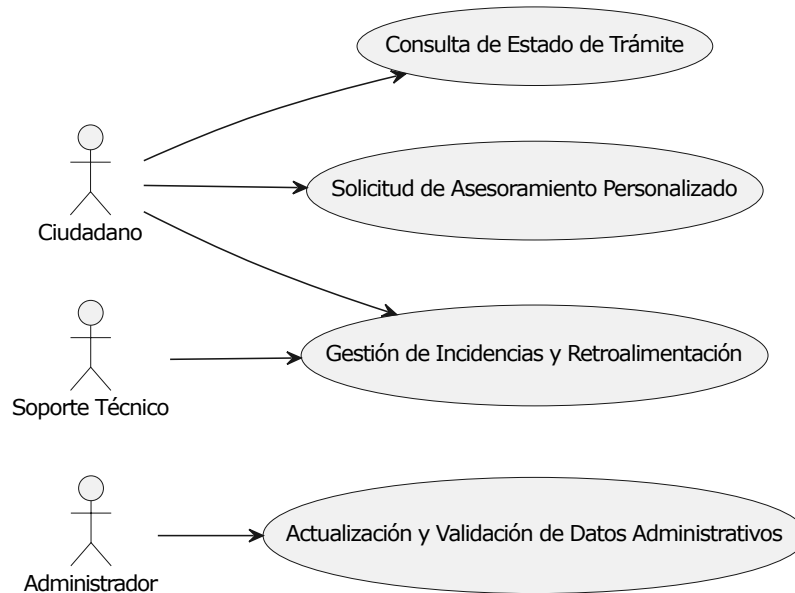 Consulta de Estado de Trámite
Solicitud de Asesoramiento Personalizado
Ciudadano
Gestión de Incidencias y Retroalimentación
Soporte Técnico
Actualización y Validación de Datos Administrativos
Administrador